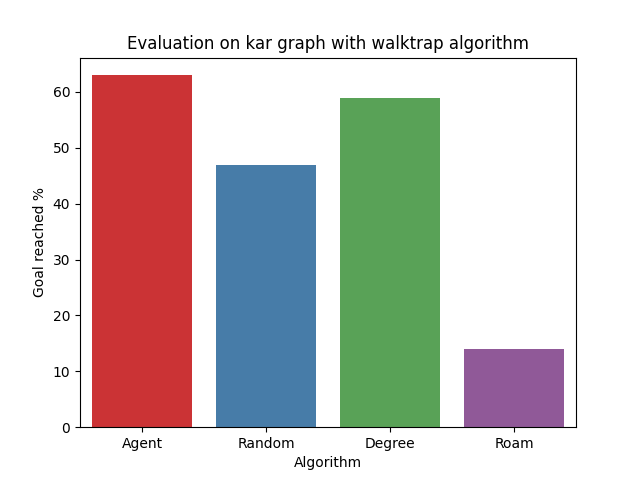 Evaluation on kar graph with walktrap algorithm
Goal reached %
60
50
40
30
20
10
0
Agent Random Degree Roam
Algorithm